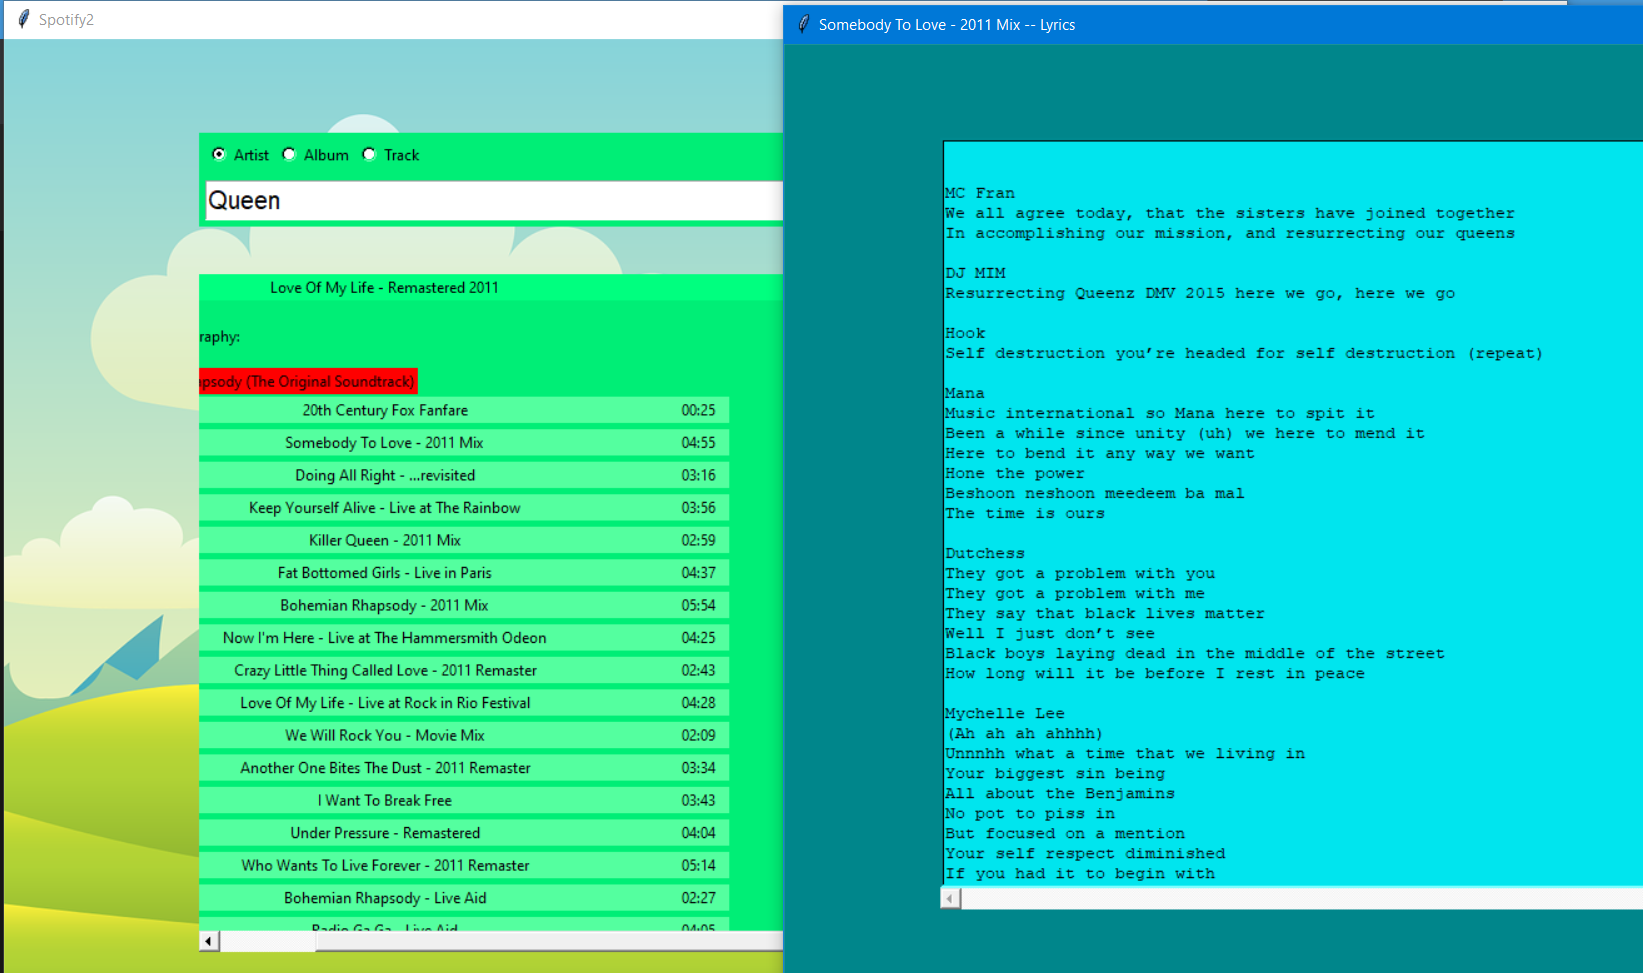 Spotify2
Artist Album Track
Queen
Love Of My Life - Remastered 2011
raphy:
apsody (The Original Soundtrack)
20th Century Fox Fanfare 00:25
Somebody To Love - 2011 Mix 04:55
Doing All Right - ...revisited 03:16
Keep Yourself Alive - Live at The Rainbow 03:56
Killer Queen - 2011 Mix 02:59
Fat Bottomed Girls - Live in Paris 04:37
Bohemian Rhapsody - 2011 Mix 05:54
Now I'm Here - Live at The Hammersmith Odeon 04:25
Crazy Little Thing Called Love - 2011 Remaster 02:43
Love Of My Life - Live at Rock in Rio Festival 04:28
We Will Rock You - Movie Mix 02:09
Another One Bites The Dust - 2011 Remaster 03:34
I Want To Break Free 03:43
Under Pressure - Remastered 04:04
Who Wants To Live Forever - 2011 Remaster 05:14
Bohemian Rhapsody - Live Aid 02:27
Radio Ga Ga - Live Aid 04:05
Somebody To Love - 2011 Mix -- Lyrics
MC Fran
We all agree today, that the sisters have joined together
In accomplishing our mission, and resurrecting our queens
DJ MIM
Resurrecting Queenz DMV 2015 here we go, here we go
Hook
Self destruction you’re headed for self destruction (repeat)
Mana
Music international so Mana here to spit it
Been a while since unity (uh) we here to mend it
Here to bend it any way we want
Hone the power
Beshoon neshoon meedeem ba mal
The time is ours
Dutchess
They got a problem with you
They got a problem with me
They say that black lives matter
Well I just don’t see
Black boys laying dead in the middle of the street
How long will it be before I rest in peace
Mychelle Lee
(Ah ah ah ahhhh)
Unnnhh what a time that we living in
Your biggest sin being
All about the Benjamins
No pot to piss in
But focused on a mention
Your self respect diminished
If you had it to begin with